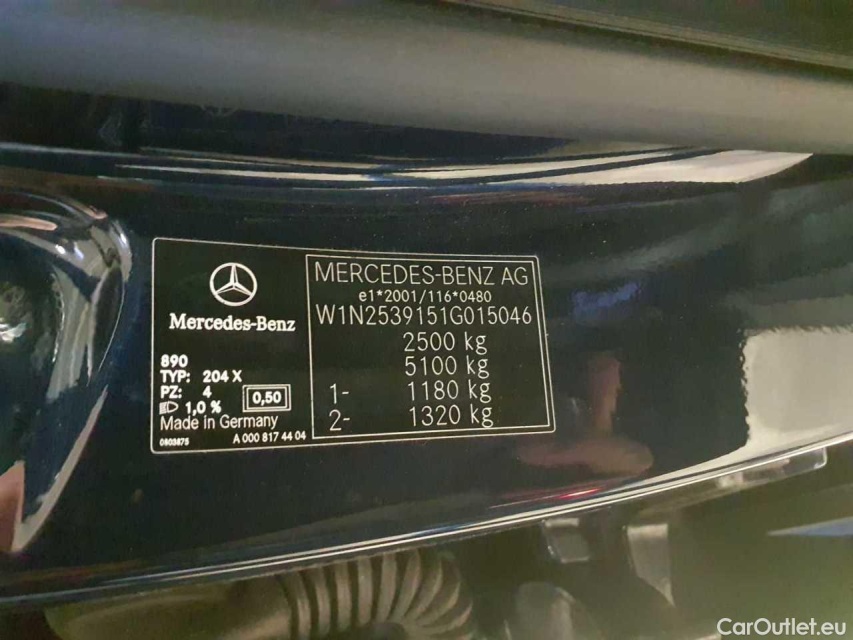 Mercedes-Benz
890
TYP: 204 X
PZ: 4
1,0 %
0,50
Made in Germany
0803875
A 000 817 44 04
MERCEDES-BENZ AG
e1*2001/116*0480
W1N2539151G015046
2500 kg
5100 kg
1- 1180 kg
2- 1320 kg
CarOutlet.eu